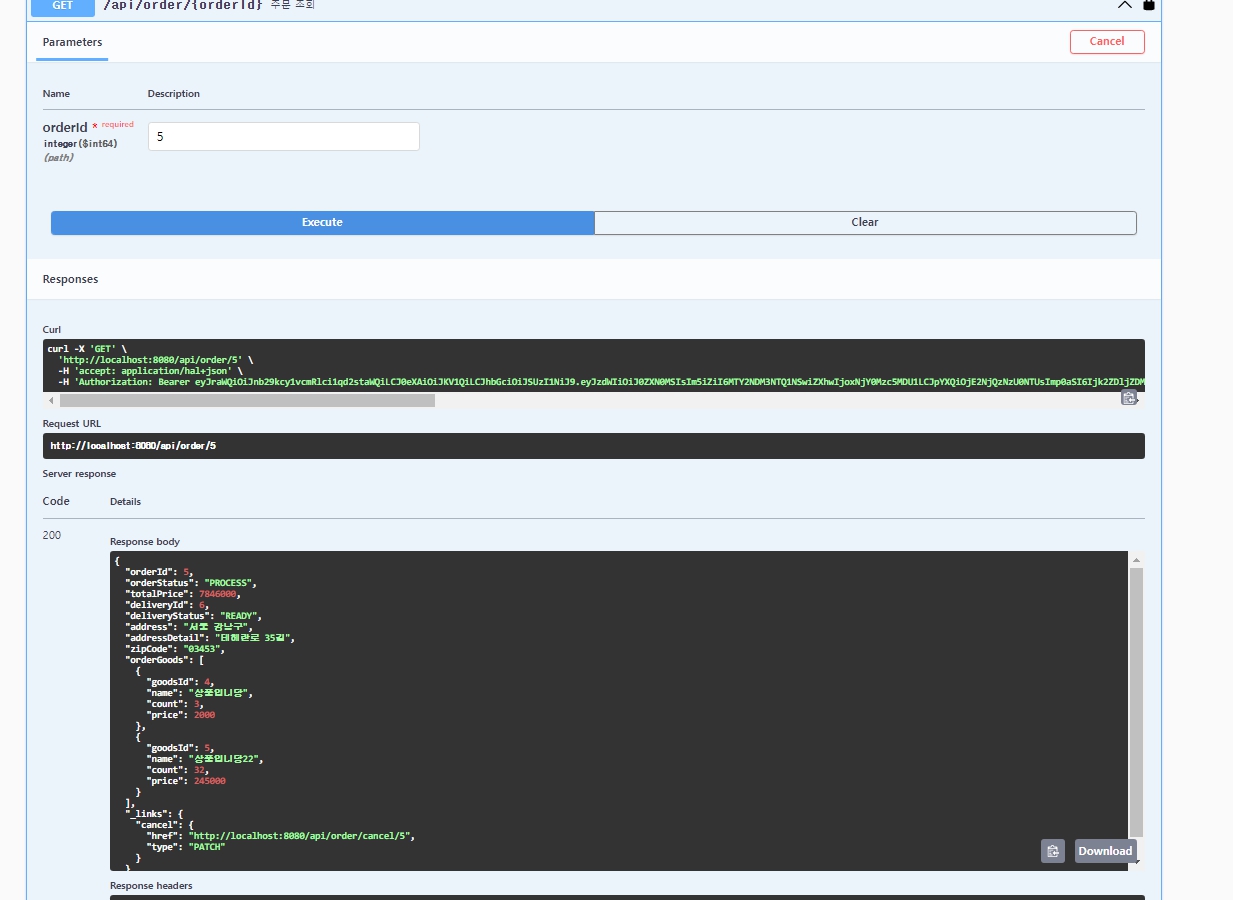 GET /api/order/{orderId} 주문 조회
Parameters
Cancel
Name Description
orderId * required
integer($int64)
(path)
5
Execute
Clear
Responses
Curl
curl -X 'GET' \
'http://localhost:8080/api/order/5' \
-H 'accept: application/hal+json' \
-H 'Authorization: Bearer
Request URL
http://localhost:8080/api/order/5
Server response
Code Details
200
Response body
{
"orderId": 5,
"orderStatus": "PROCESS",
"totalPrice": 7846000,
"deliveryId": 6,
"deliveryStatus": "READY",
"address": "서울 강남구",
"addressDetail": "테헤란로 35길",
"zipCode": "03453",
"orderGoods": [
{
"goodsId": 4,
"name": "상품입니당",
"count": 3,
"price": 2000
},
{
"goodsId": 5,
"name": "상품입니당22",
"count": 32,
"price": 245000
}
],
"_links": {
"cancel": {
"href": "http://localhost:8080/api/order/cancel/5",
"type": "PATCH"
}
}
Download
Response headers